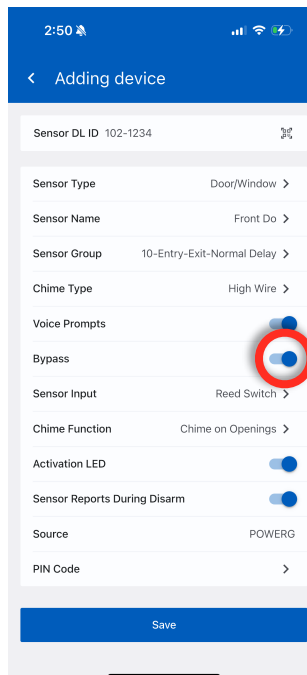 2:50
Adding device
Sensor DL ID 102-1234
Sensor Type Door/Window
Sensor Name Front Do
Sensor Group 10-Entry-Exit-Normal Delay
Chime Type High Wire
Voice Prompts
Bypass
Sensor Input Reed Switch
Chime Function Chime on Openings
Activation LED
Sensor Reports During Disarm
Source POWERG
PIN Code
Save